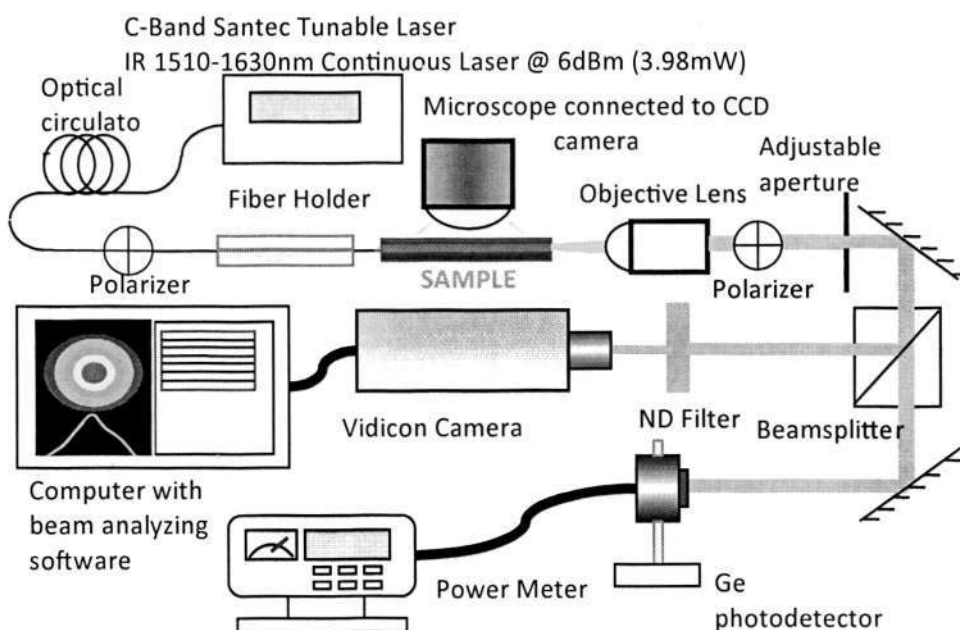 C-Band Santec Tunable Laser
IR 1510-1630nm Continuous Laser @ 6dBm (3.98mW)
Optical
circulato
Microscope connected to CCD
camera
Adjustable
aperture
Fiber Holder
Objective Lens
Polarizer
SAMPLE
Polarizer
Vidicon Camera
ND Filter
Beamsplitter
Computer with
beam analyzing
software
Power Meter
Ge
photodetector